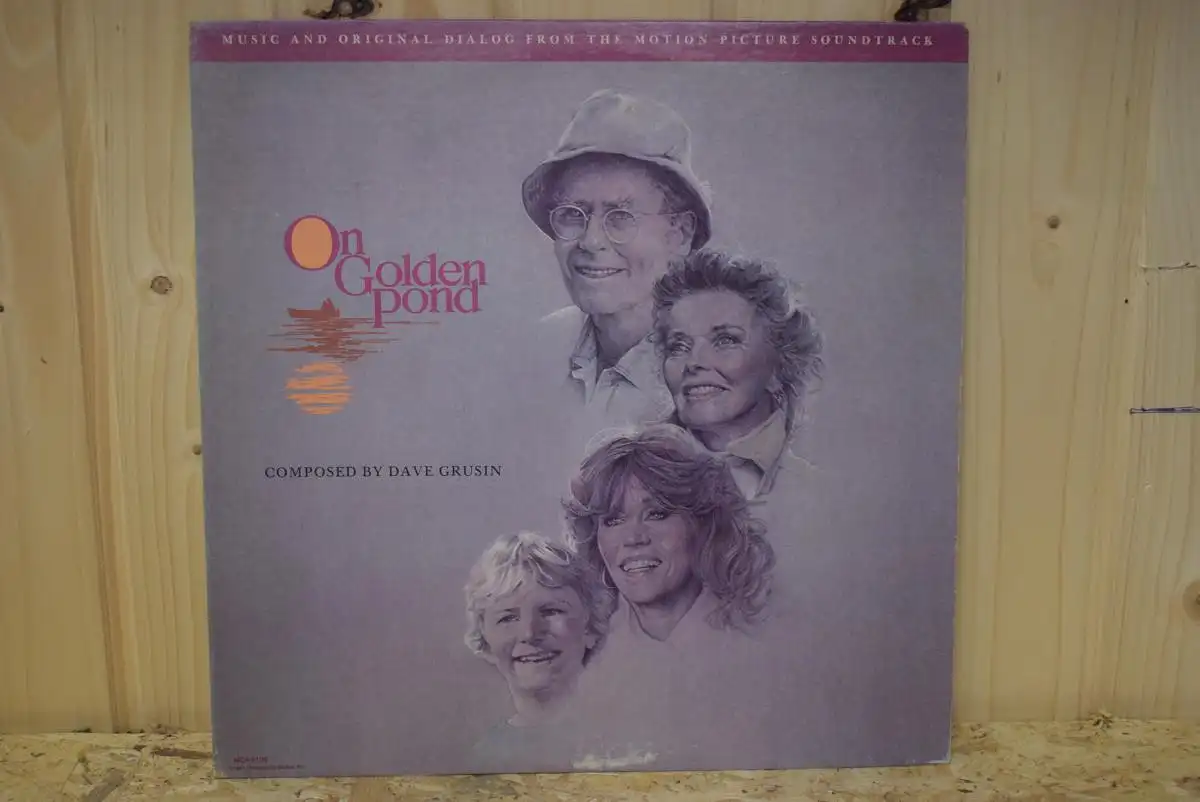 MUSIC AND ORIGINAL DIALOG FROM THE MOTION PICTURE SOUNDTRACK
On
Golden
pond
COMPOSED BY DAVE GRUSIN